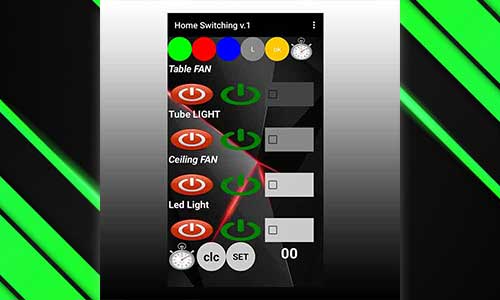 Home Switching v.1
L OK
Table FAN
Tube LIGHT
Ceiling FAN
Led Light
clc SET 00